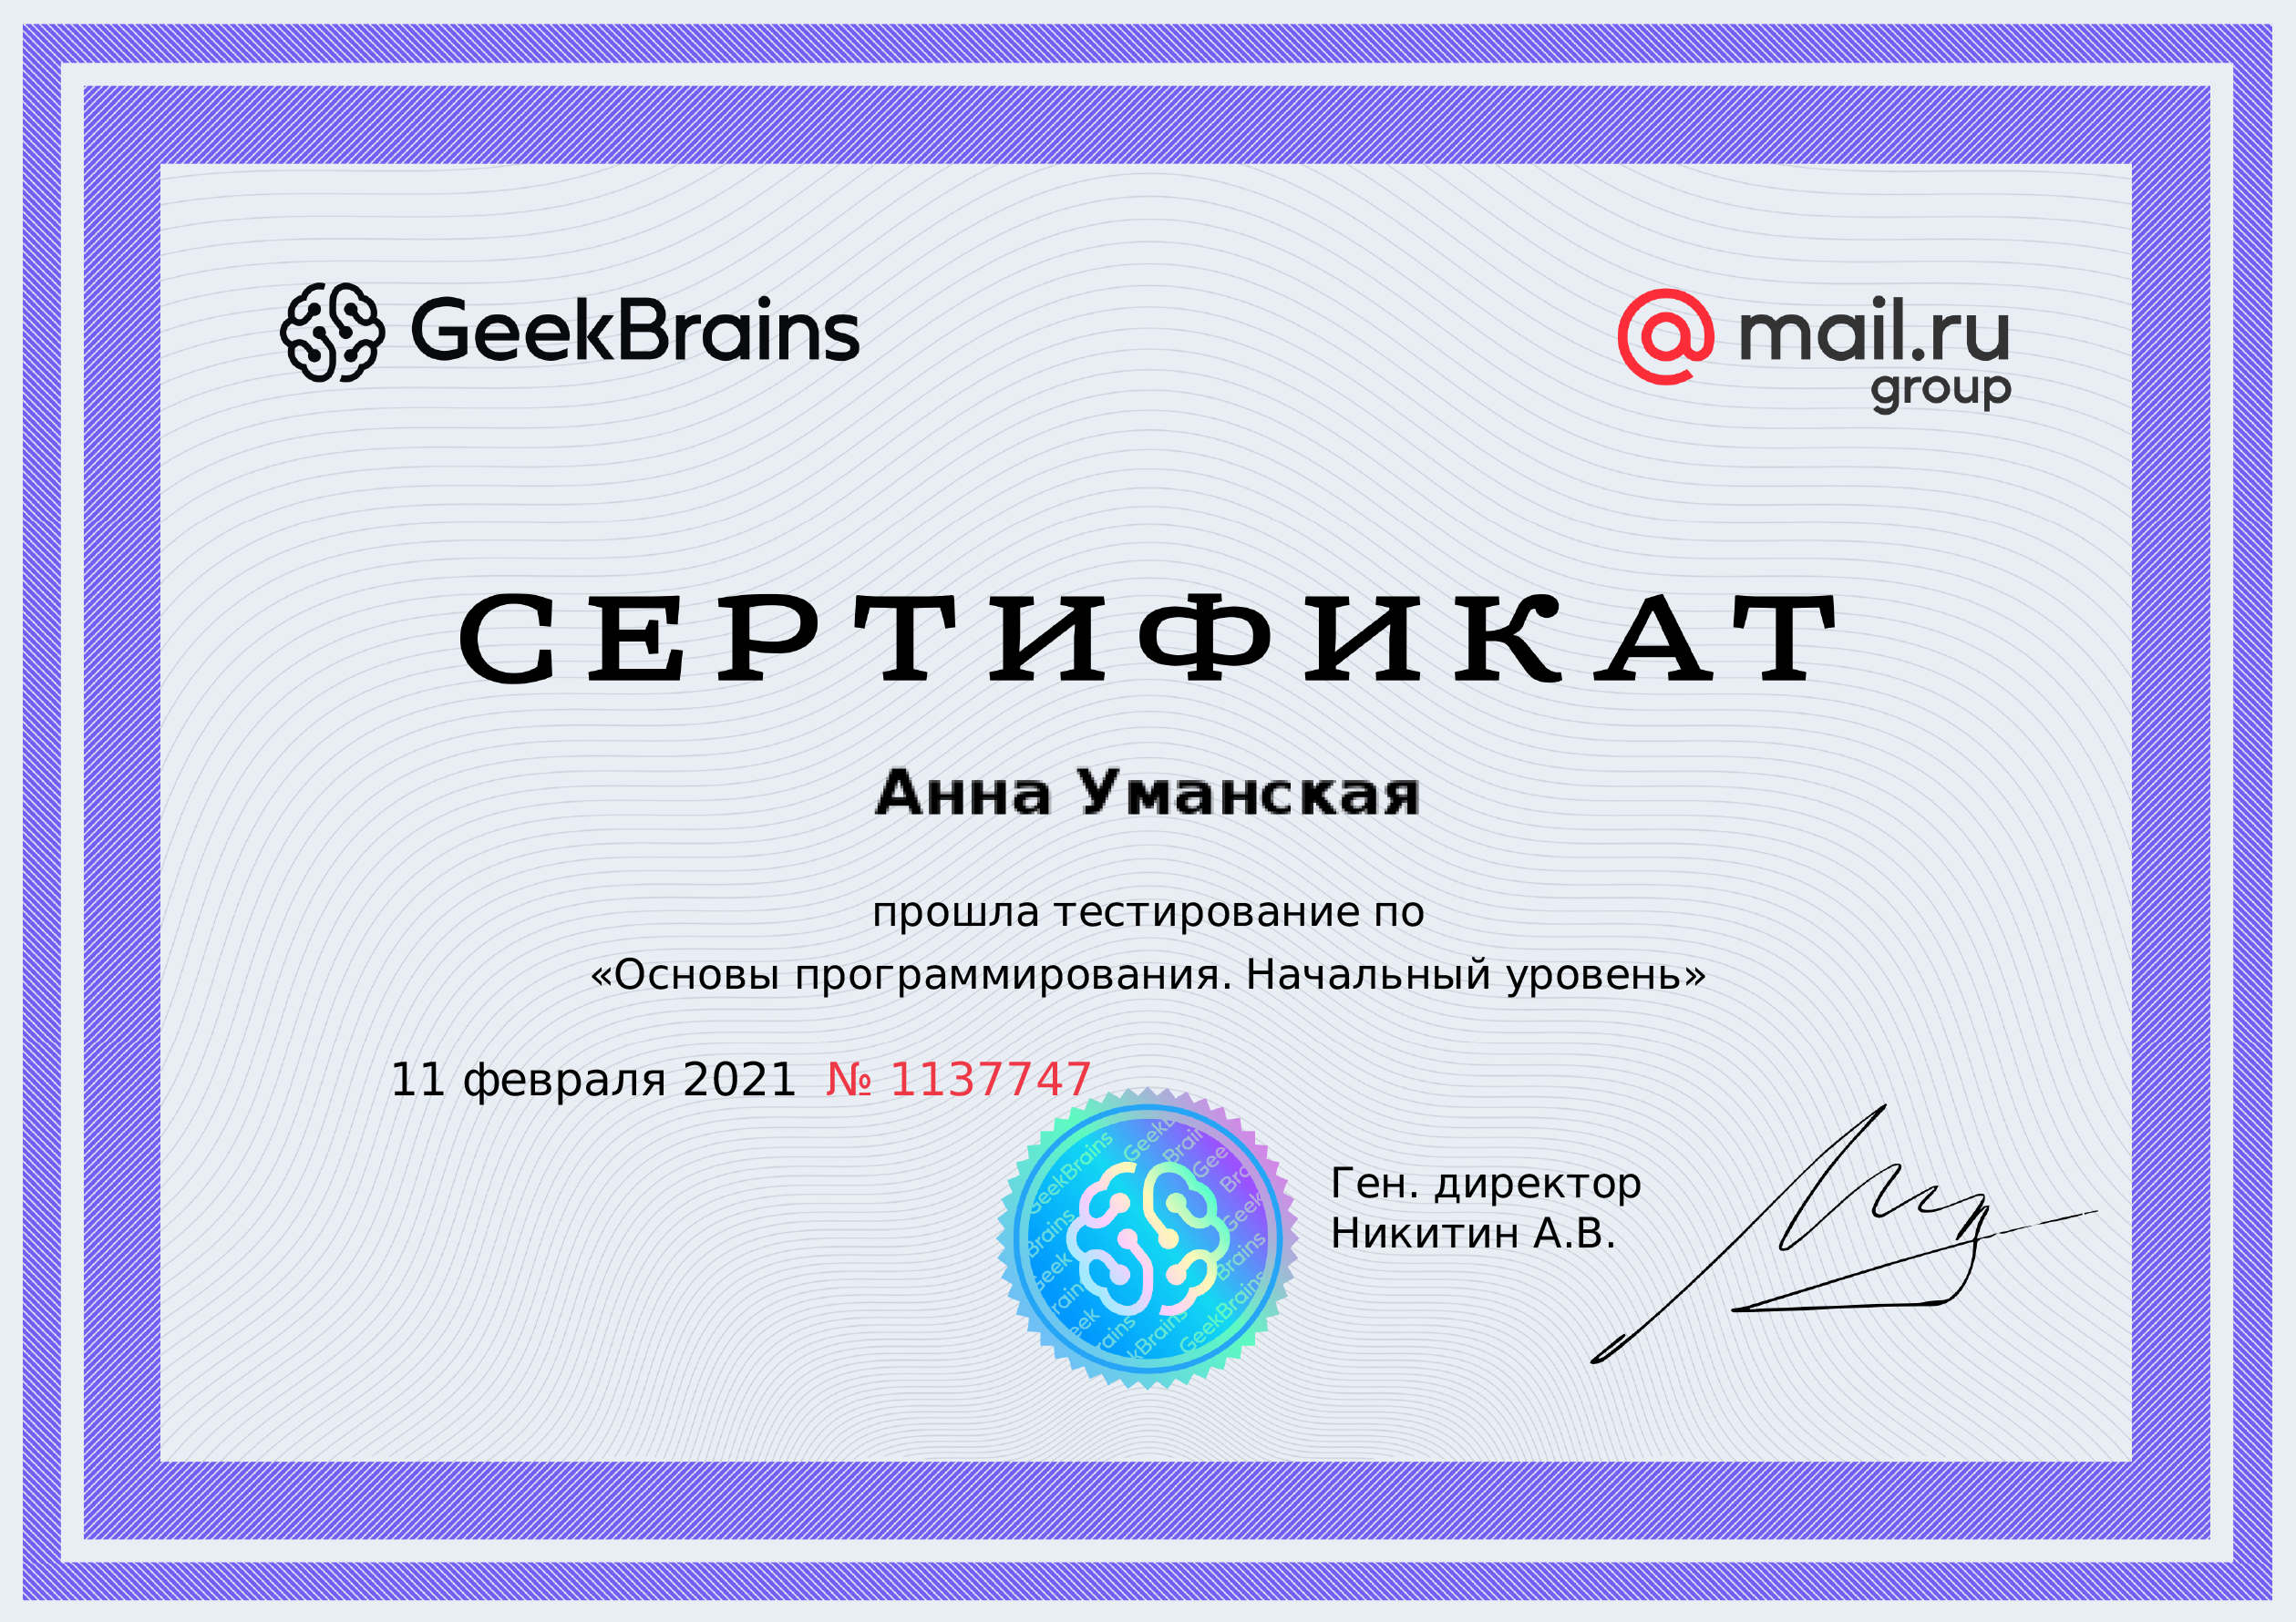 GeekBrains
@mail.ru
group
СЕРТИФИКАТ
Анна Уманская
прошла тестирование по
«Основы программирования. Начальный уровень»
11 февраля 2021 № 1137747
Ген. директор
Никитин А.В.